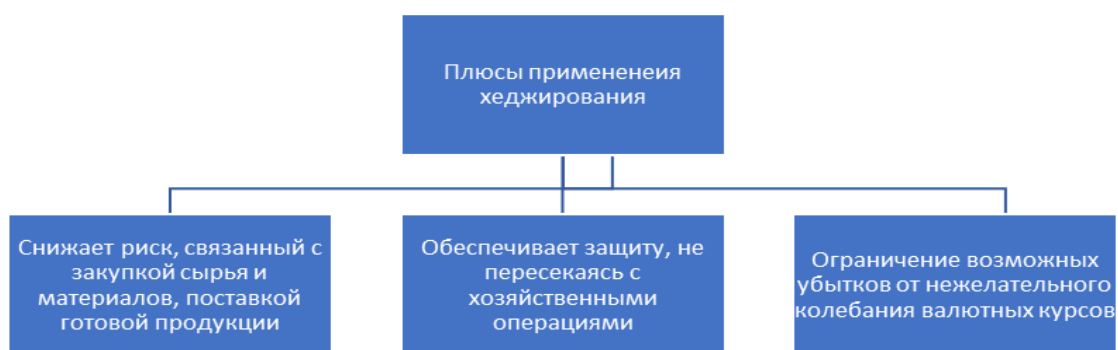 Плюсы примененеия
хеджирования
Снижает риск, связанный с
закупкой сырья и
материалов, поставкой
готовой продукции
Обеспечивает защиту, не
пересекаясь с
хозяйственными
операциями
Ограничение возможных
убытков от нежелательного
колебания валютных курсов